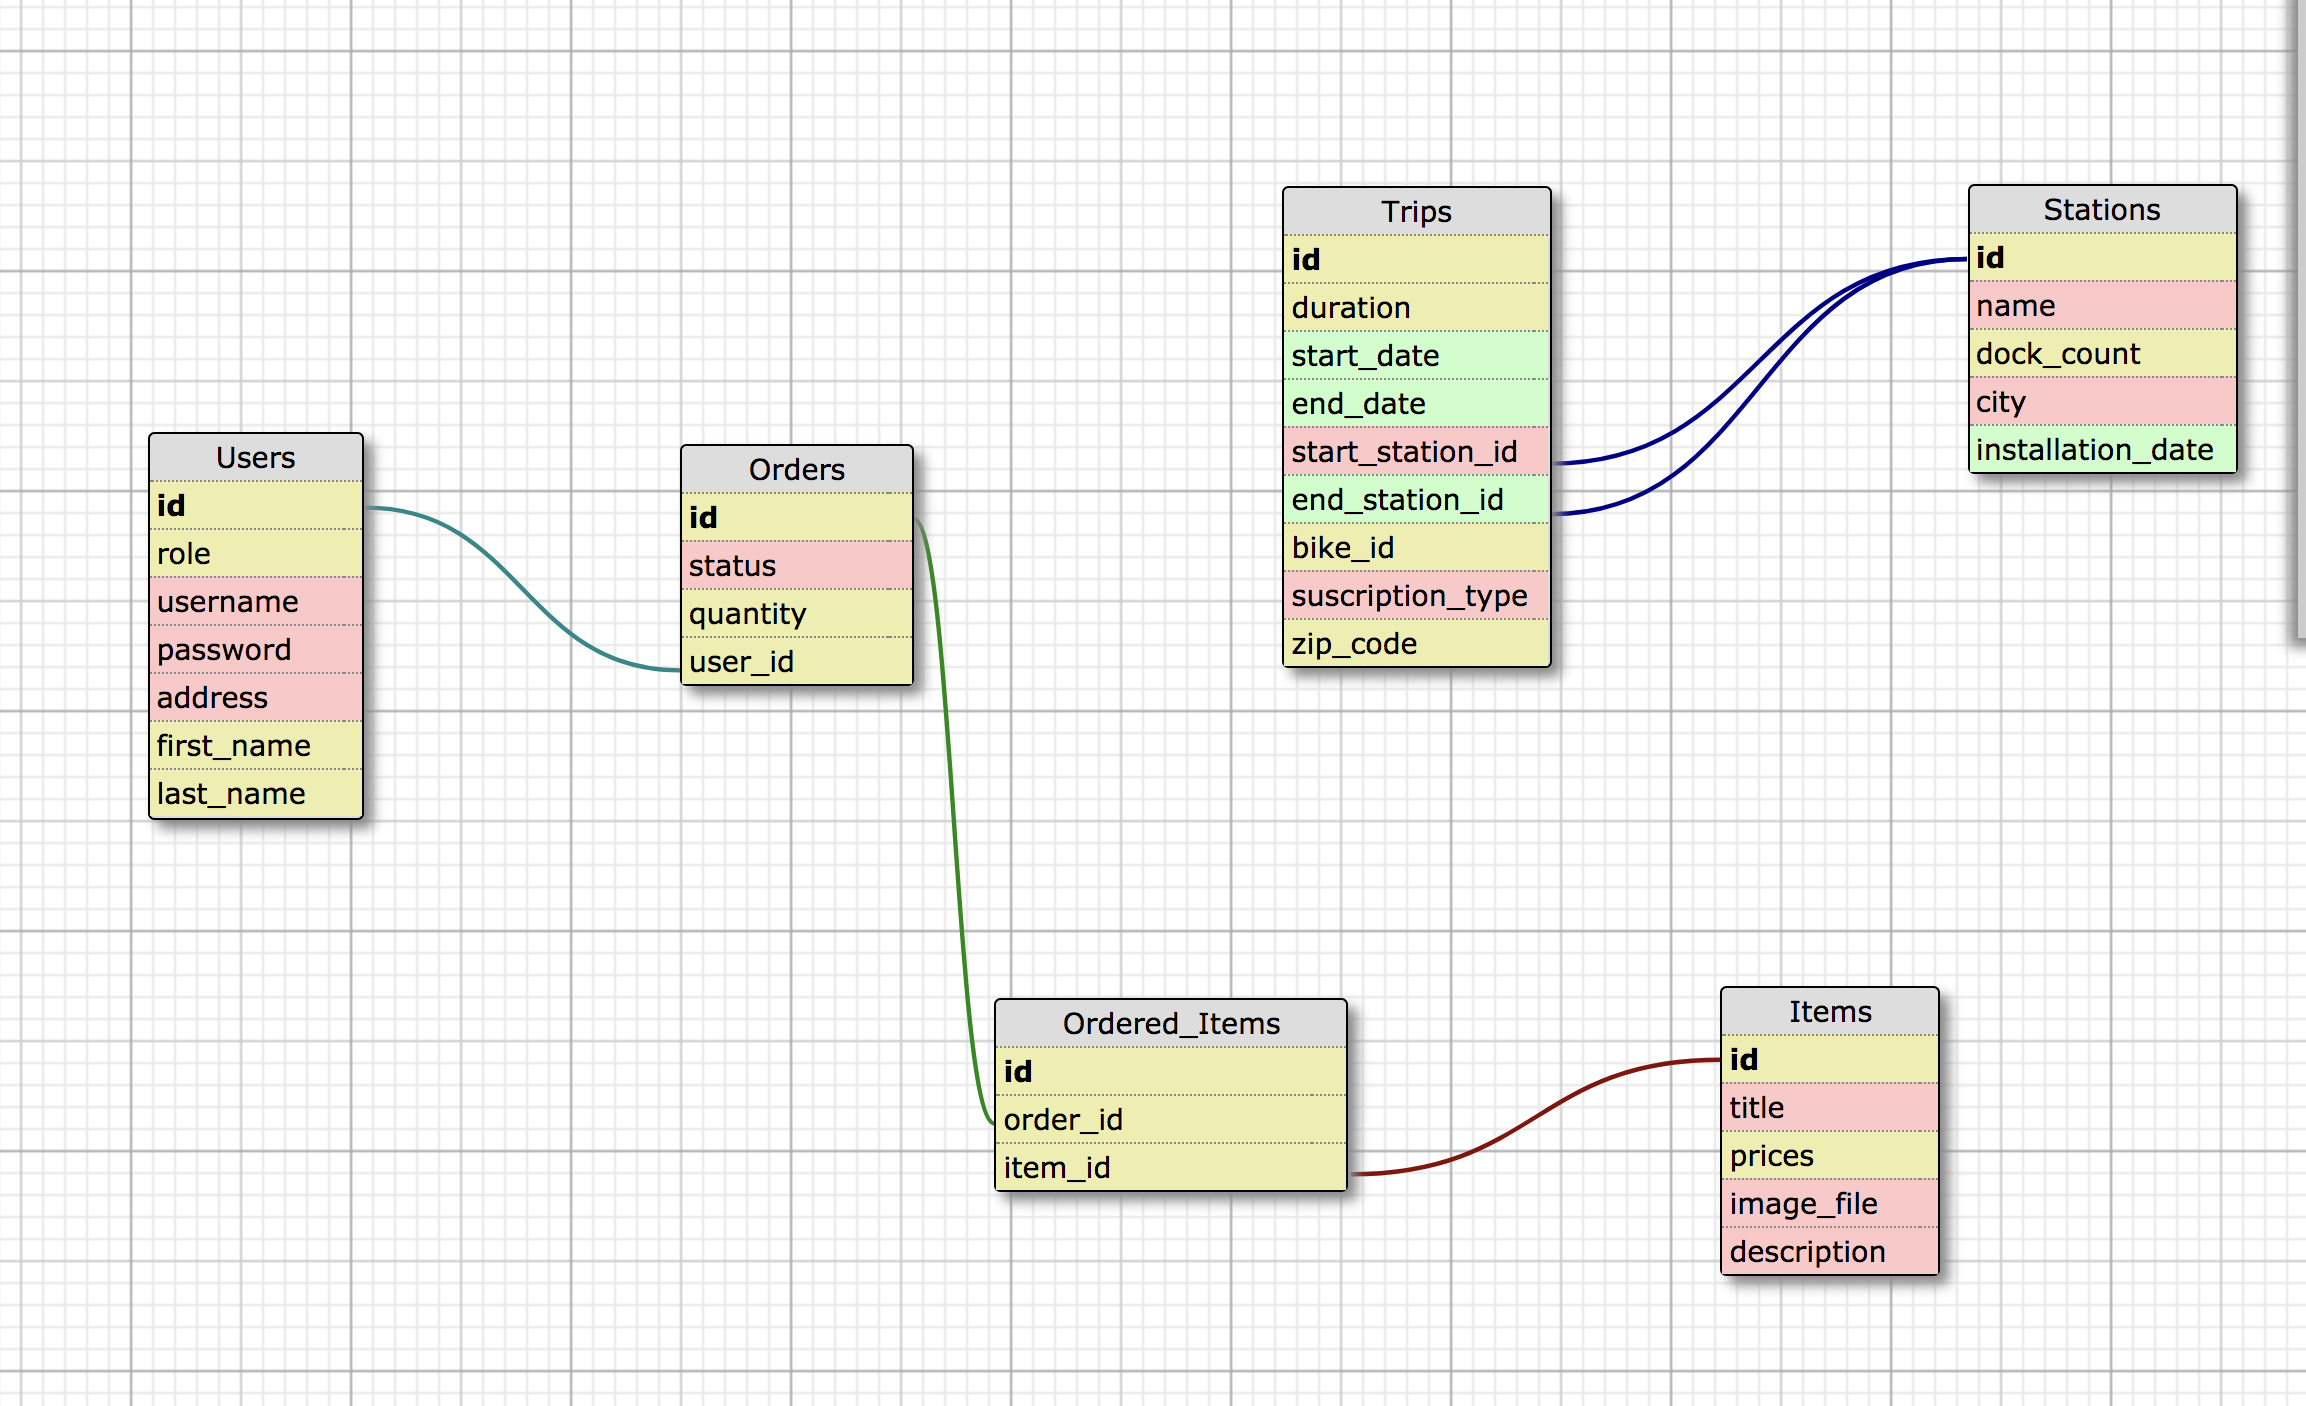 Users
id
role
username
password
address
first_name
last_name
Orders
id
status
quantity
user_id
Trips
id
duration
start_date
end_date
start_station_id
end_station_id
bike_id
suscription_type
zip_code
Stations
id
name
dock_count
city
installation_date
Ordered_Items
id
order_id
item_id
Items
id
title
prices
image_file
description